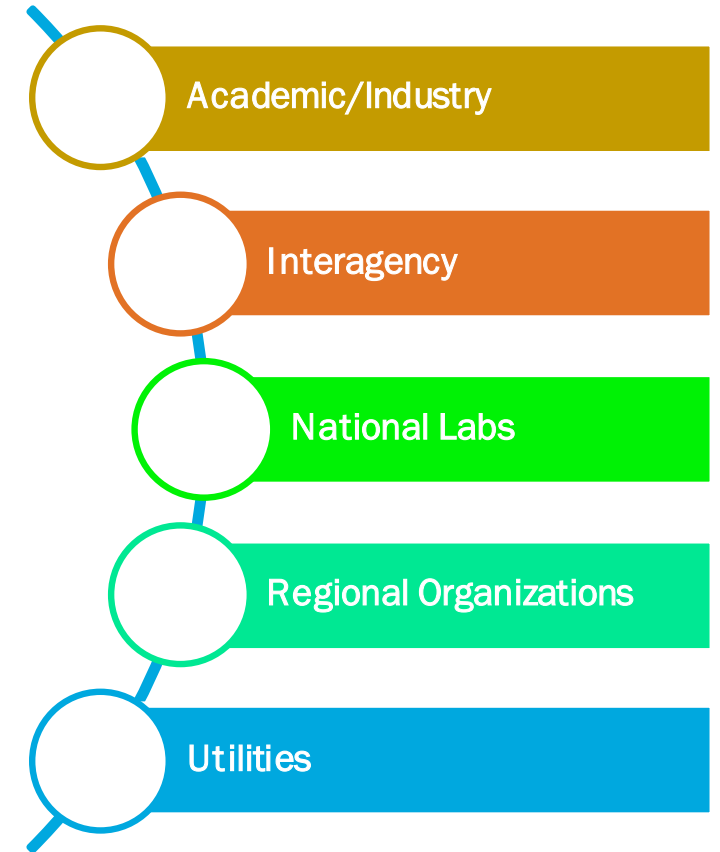 Academic/Industry
Interagency
National Labs
Regional Organizations
Utilities